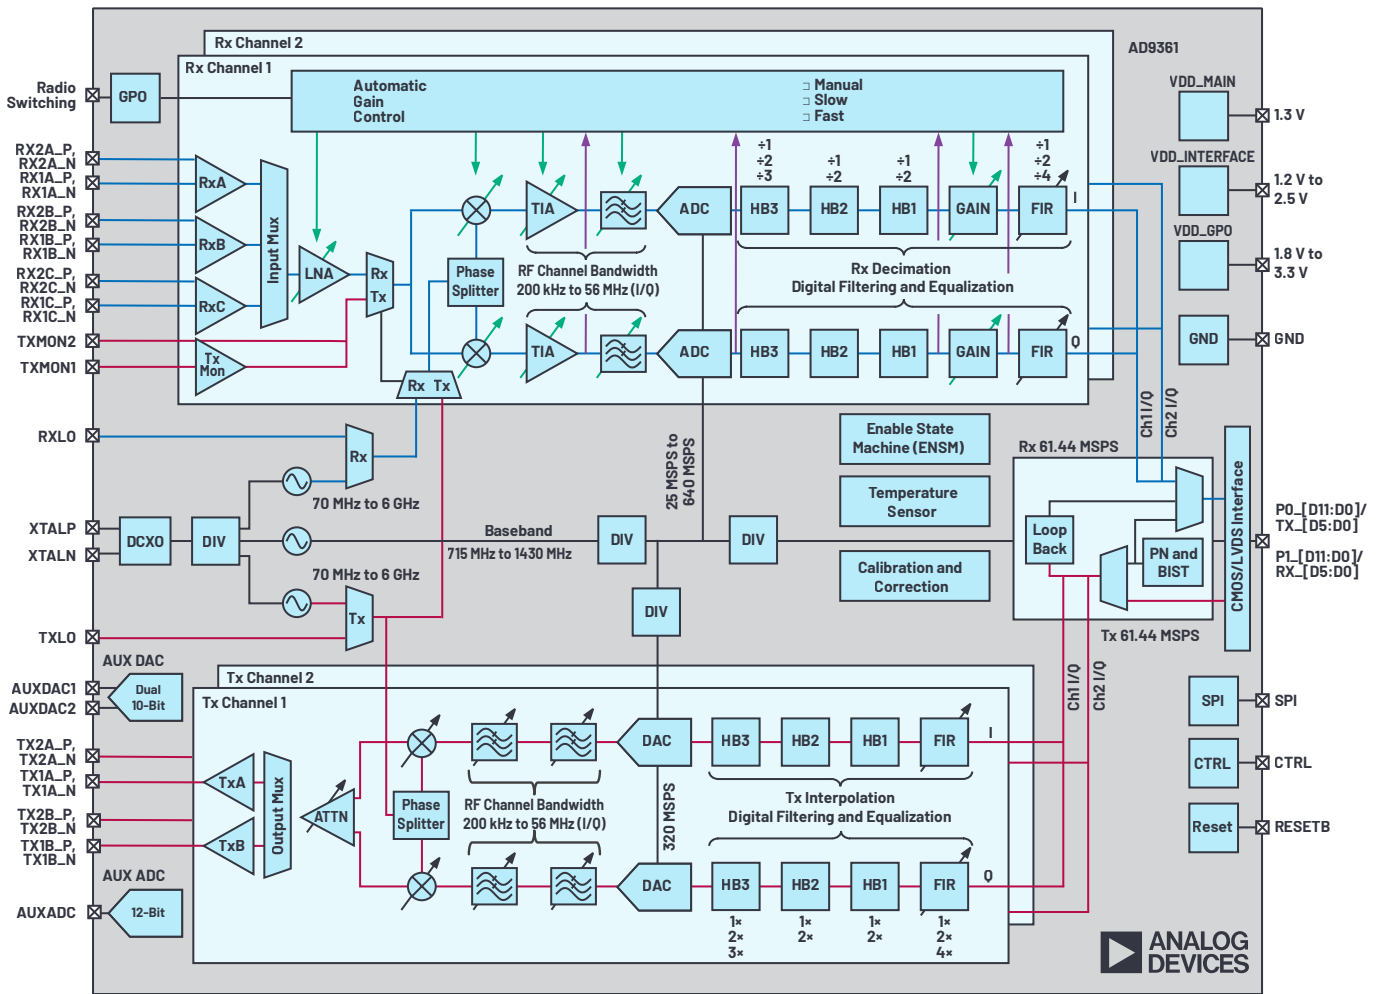 Rx Channel 2
AD9361
Rx Channel 1
Radio
Switching
GPO
Automatic
Gain
Control
Manual
Slow
Fast
VDD_MAIN
1.3 V
RX2A_P,
RX2A_N
RX1A_P,
RX1A_N
RX2B_P,
RX2B_N
RX1B_P,
RX1B_N
RX2C_P,
RX2C_N
RX1C_P,
RX1C_N
TXMON2
TXMON1
RxA
RxB
RxC
Tx
Mon
Input Mux
LNA
Rx
Tx
Phase
Splitter
TIA
ADC
÷1
÷2
÷3
÷1
÷2
÷1
÷2
÷1
÷2
÷4
HB3
HB2
HB1
GAIN
FIR
I
VDD_INTERFACE
1.2 V to
2.5 V
VDD_GPO
1.8 V to
3.3 V
RF Channel Bandwidth
200 kHz to 56 MHz (I/Q)
Rx Decimation
Digital Filtering and Equalization
TIA
ADC
HB3
HB2
HB1
GAIN
FIR
Q
GND
GND
Rx Tx
Ch1 I/Q
Ch2 I/Q
RXLO
Rx
70 MHz to 6 GHz
25 MSPS to
640 MSPS
Enable State
Machine (ENSM)
Temperature
Sensor
Calibration and
Correction
Rx 61.44 MSPS
XTALP
XTALN
DCXO
DIV
Baseband
715 MHz to 1430 MHz
DIV
DIV
DIV
Loop
Back
PN and
BIST
CMOS/LVDS Interface
P0_[D11:D0]/
TX_[D5:D0]
P1_[D11:D0]/
RX_[D5:D0]
70 MHz to 6 GHz
Tx
TXLO
Tx 61.44 MSPS
AUX DAC
AUXDAC1
AUXDAC2
Dual
10-Bit
Tx Channel 2
Tx Channel 1
Ch1 I/Q
Ch2 I/Q
SPI
SPI
TX2A_P,
TX2A_N
TX1A_P,
TX1A_N
TX2B_P,
TX2B_N
TX1B_P,
TX1B_N
TxA
TxB
Output Mux
ATTN
Phase
Splitter
DAC
HB3
HB2
HB1
FIR
I
CTRL
CTRL
RF Channel Bandwidth
200 kHz to 56 MHz (I/Q)
320 MSPS
Tx Interpolation
Digital Filtering and Equalization
Reset
RESETB
AUX ADC
AUXADC
12-Bit
DAC
HB3
HB2
HB1
FIR
Q
1×
2×
3×
1×
2×
1×
2×
1×
2×
4×
ANALOG
DEVICES